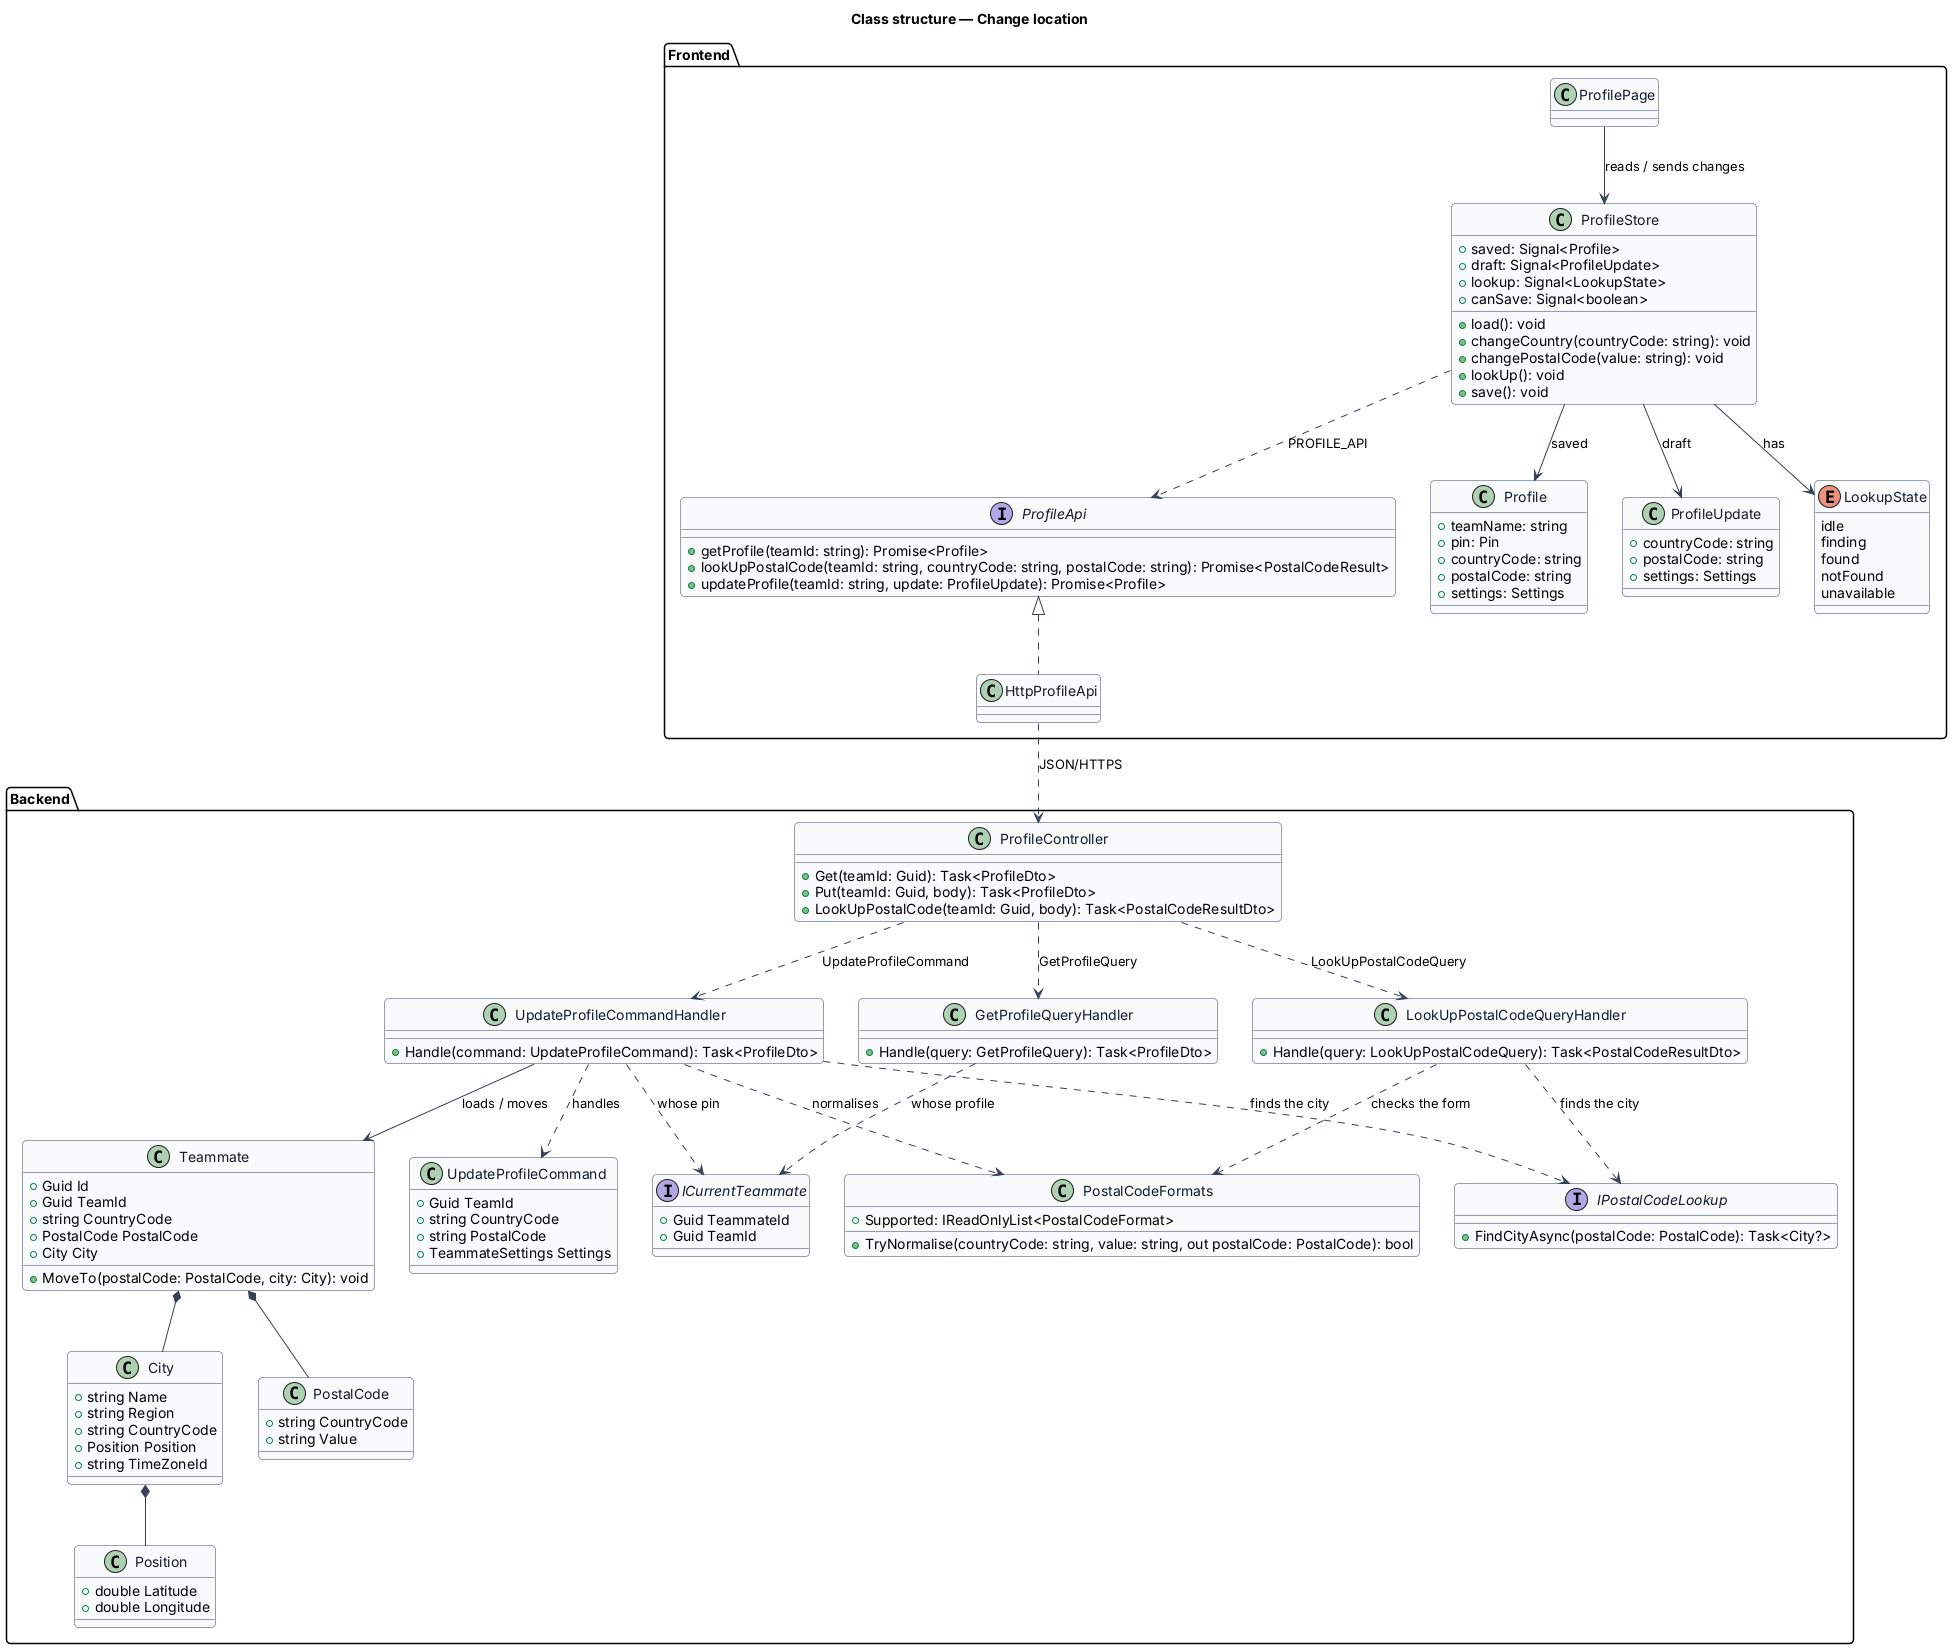 Class structure — Change location
Frontend
C ProfilePage
reads / sends changes
C ProfileStore
saved: Signal<Profile>
draft: Signal<ProfileUpdate>
lookup: Signal<LookupState>
canSave: Signal<boolean>
load(): void
changeCountry(countryCode: string): void
changePostalCode(value: string): void
lookUp(): void
save(): void
PROFILE_API
saved
draft
has
I ProfileApi
getProfile(teamId: string): Promise<Profile>
lookUpPostalCode(teamId: string, countryCode: string, postalCode: string): Promise<PostalCodeResult>
updateProfile(teamId: string, update: ProfileUpdate): Promise<Profile>
C Profile
teamName: string
pin: Pin
countryCode: string
postalCode: string
settings: Settings
C ProfileUpdate
countryCode: string
postalCode: string
settings: Settings
E LookupState
idle
finding
found
notFound
unavailable
C HttpProfileApi
JSON/HTTPS
Backend
C ProfileController
Get(teamId: Guid): Task<ProfileDto>
Put(teamId: Guid, body): Task<ProfileDto>
LookUpPostalCode(teamId: Guid, body): Task<PostalCodeResultDto>
UpdateProfileCommand
GetProfileQuery
LookUpPostalCodeQuery
C UpdateProfileCommandHandler
Handle(command: UpdateProfileCommand): Task<ProfileDto>
C GetProfileQueryHandler
Handle(query: GetProfileQuery): Task<ProfileDto>
C LookUpPostalCodeQueryHandler
Handle(query: LookUpPostalCodeQuery): Task<PostalCodeResultDto>
loads / moves
handles
whose pin
normalises
whose profile
finds the city
checks the form
finds the city
C Teammate
Guid Id
Guid TeamId
string CountryCode
PostalCode PostalCode
City City
MoveTo(postalCode: PostalCode, city: City): void
C UpdateProfileCommand
Guid TeamId
string CountryCode
string PostalCode
TeammateSettings Settings
I ICurrentTeammate
Guid TeammateId
Guid TeamId
C PostalCodeFormats
Supported: IReadOnlyList<PostalCodeFormat>
TryNormalise(countryCode: string, value: string, out postalCode: PostalCode): bool
I IPostalCodeLookup
FindCityAsync(postalCode: PostalCode): Task<City?>
C City
string Name
string Region
string CountryCode
Position Position
string TimeZoneId
C PostalCode
string CountryCode
string Value
C Position
double Latitude
double Longitude